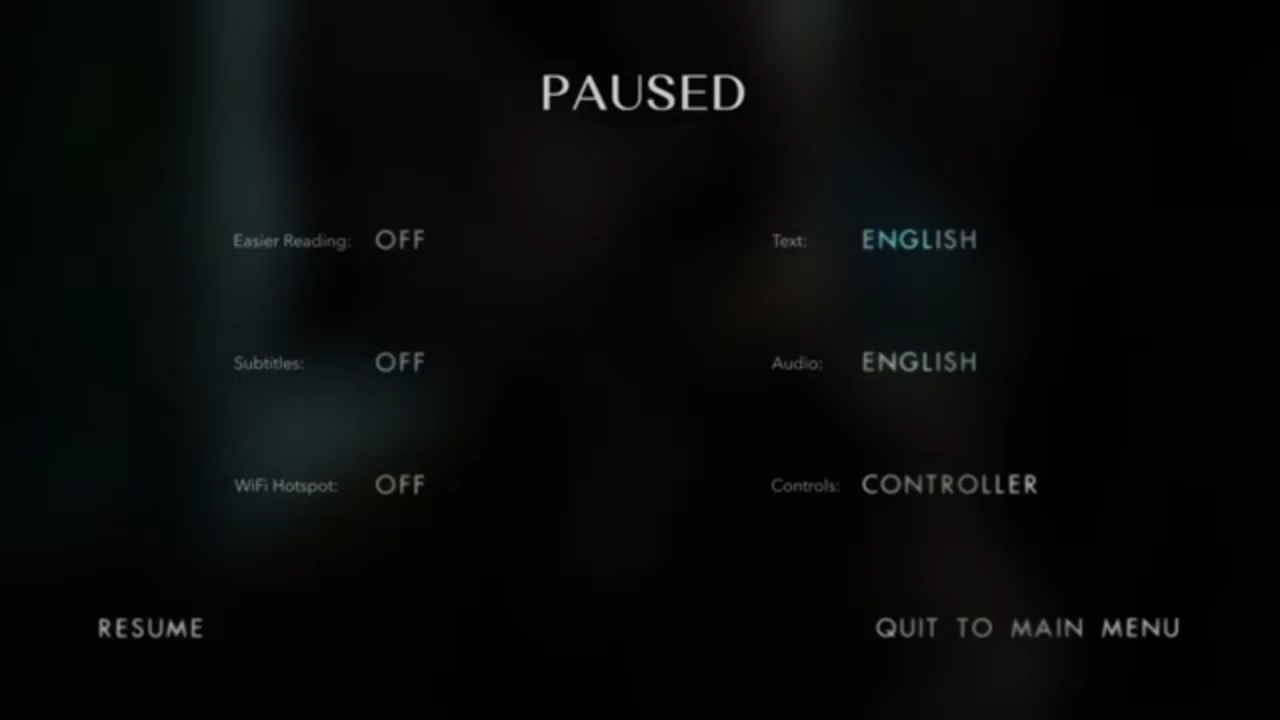 PAUSED
Easier Reading: OFF
Text: ENGLISH
Subtitles: OFF
Audio: ENGLISH
WiFi Hotspot: OFF
Controls: CONTROLLER
RESUME
QUIT TO MAIN MENU